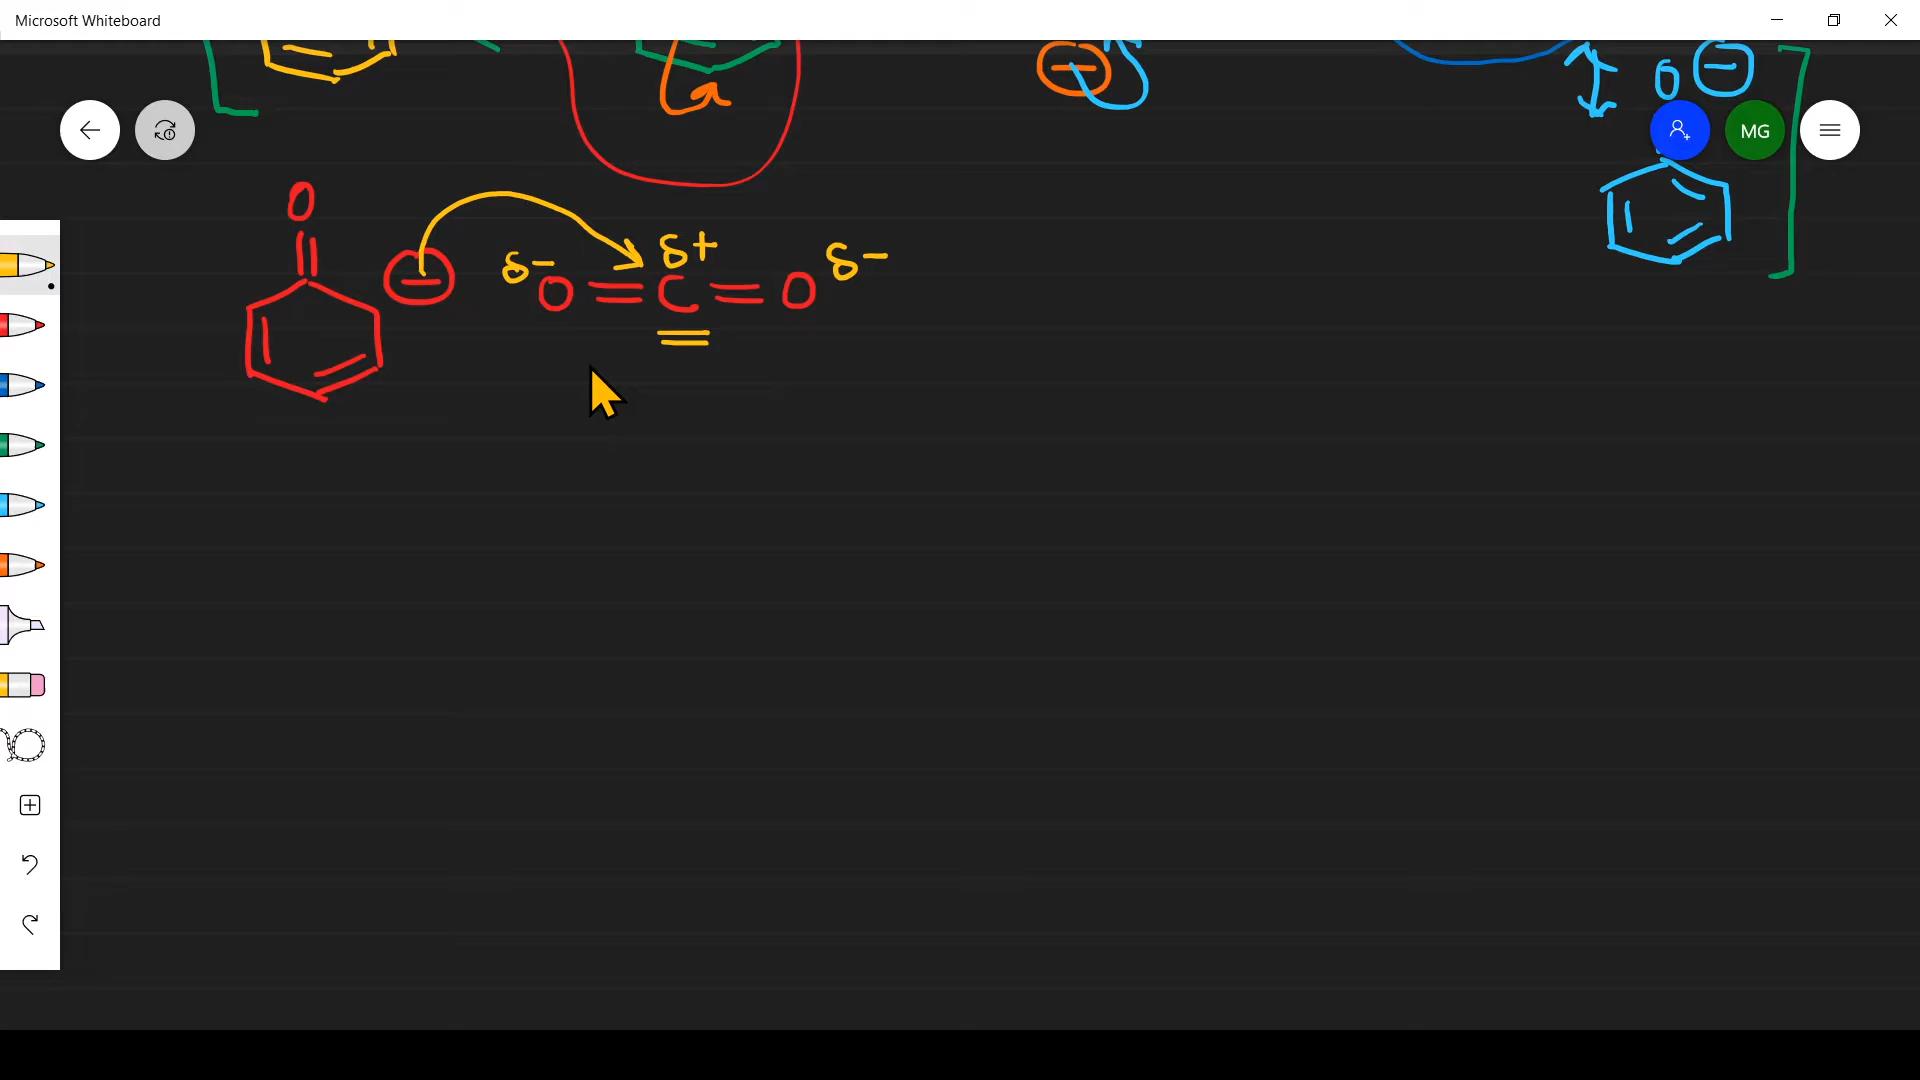 Microsoft Whiteboard
O ⊖
MG
O
⊖ δ− O = C = O δ+ δ−